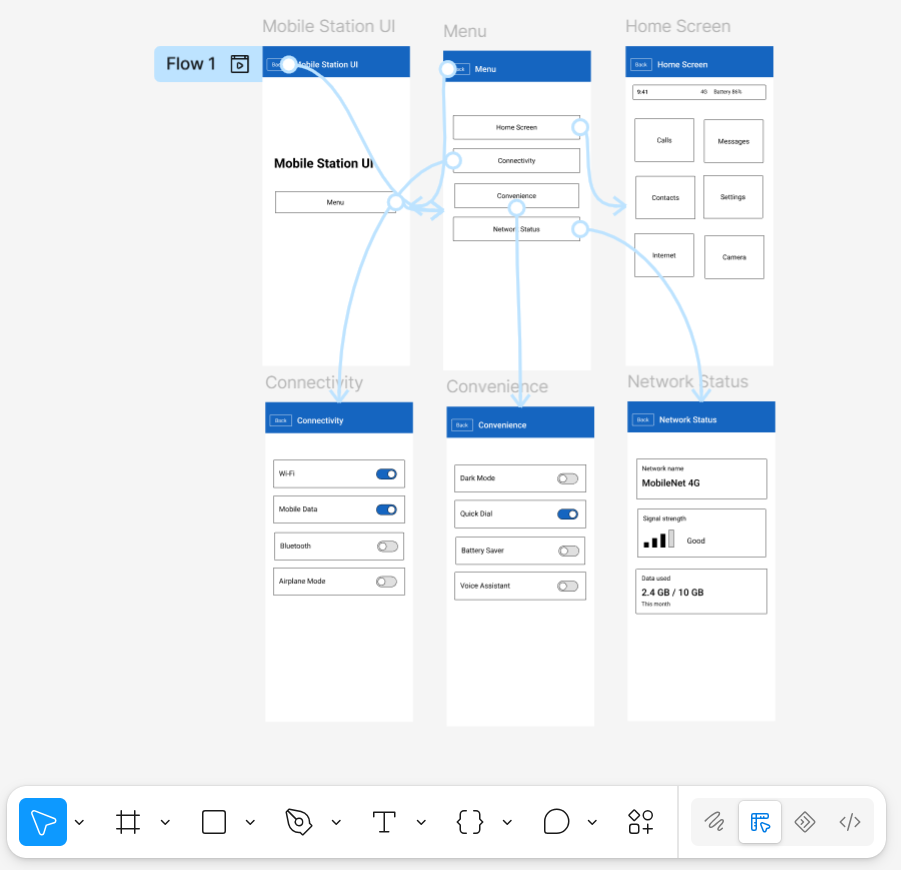 Mobile Station UI
Menu
Home Screen
Flow 1
Mobile Station UI
Back
Menu
Back
Home Screen
9:41
4G
Battery 86%
Home Screen
Calls
Messages
Connectivity
Mobile Station UI
Menu
Convenience
Contacts
Settings
Network Status
Internet
Camera
Connectivity
Convenience
Network Status
Back
Connectivity
Back
Convenience
Back
Network Status
Wi-Fi
Mobile Data
Bluetooth
Airplane Mode
Dark Mode
Quick Dial
Battery Saver
Voice Assistant
Network name
MobileNet 4G
Signal strength
Good
Data used
2.4 GB / 10 GB
This month